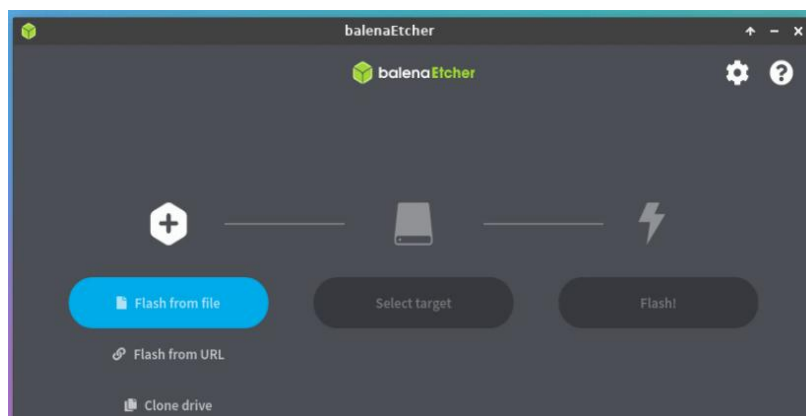 balenaEtcher
balenaEtcher
Flash from file
Select target
Flash!
Flash from URL
Clone drive